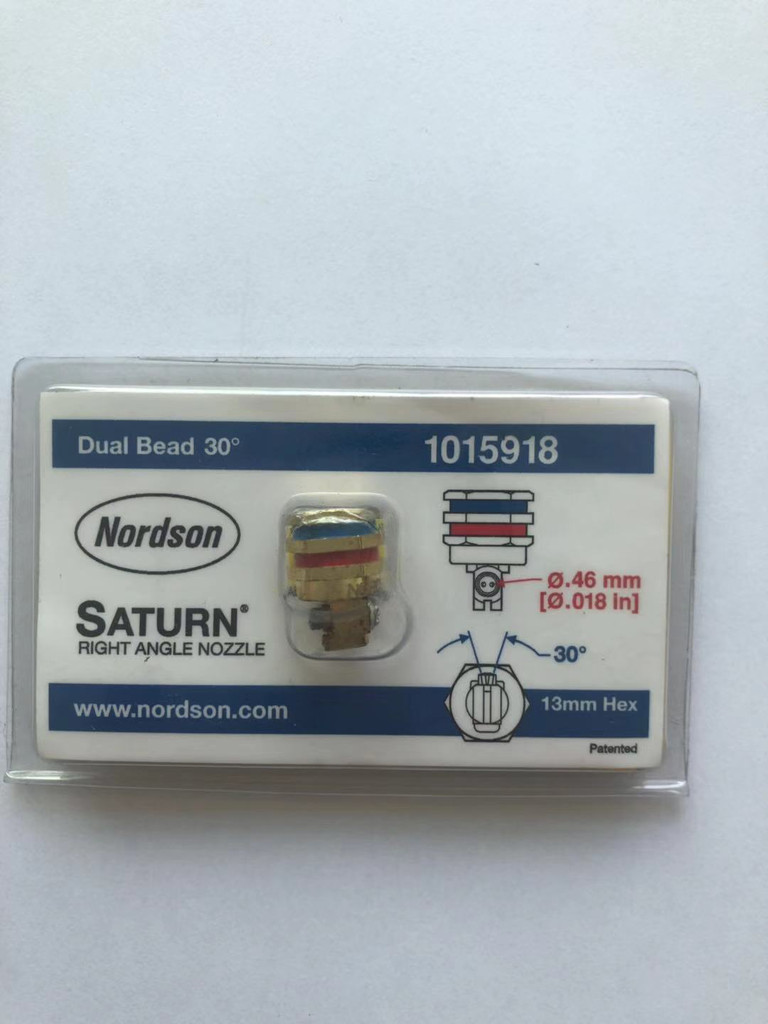 Dual Bead 30°
1015918
Nordson
SATURN®
RIGHT ANGLE NOZZLE
Ø.46 mm
[Ø.018 in]
30°
www.nordson.com
13mm Hex
Patented